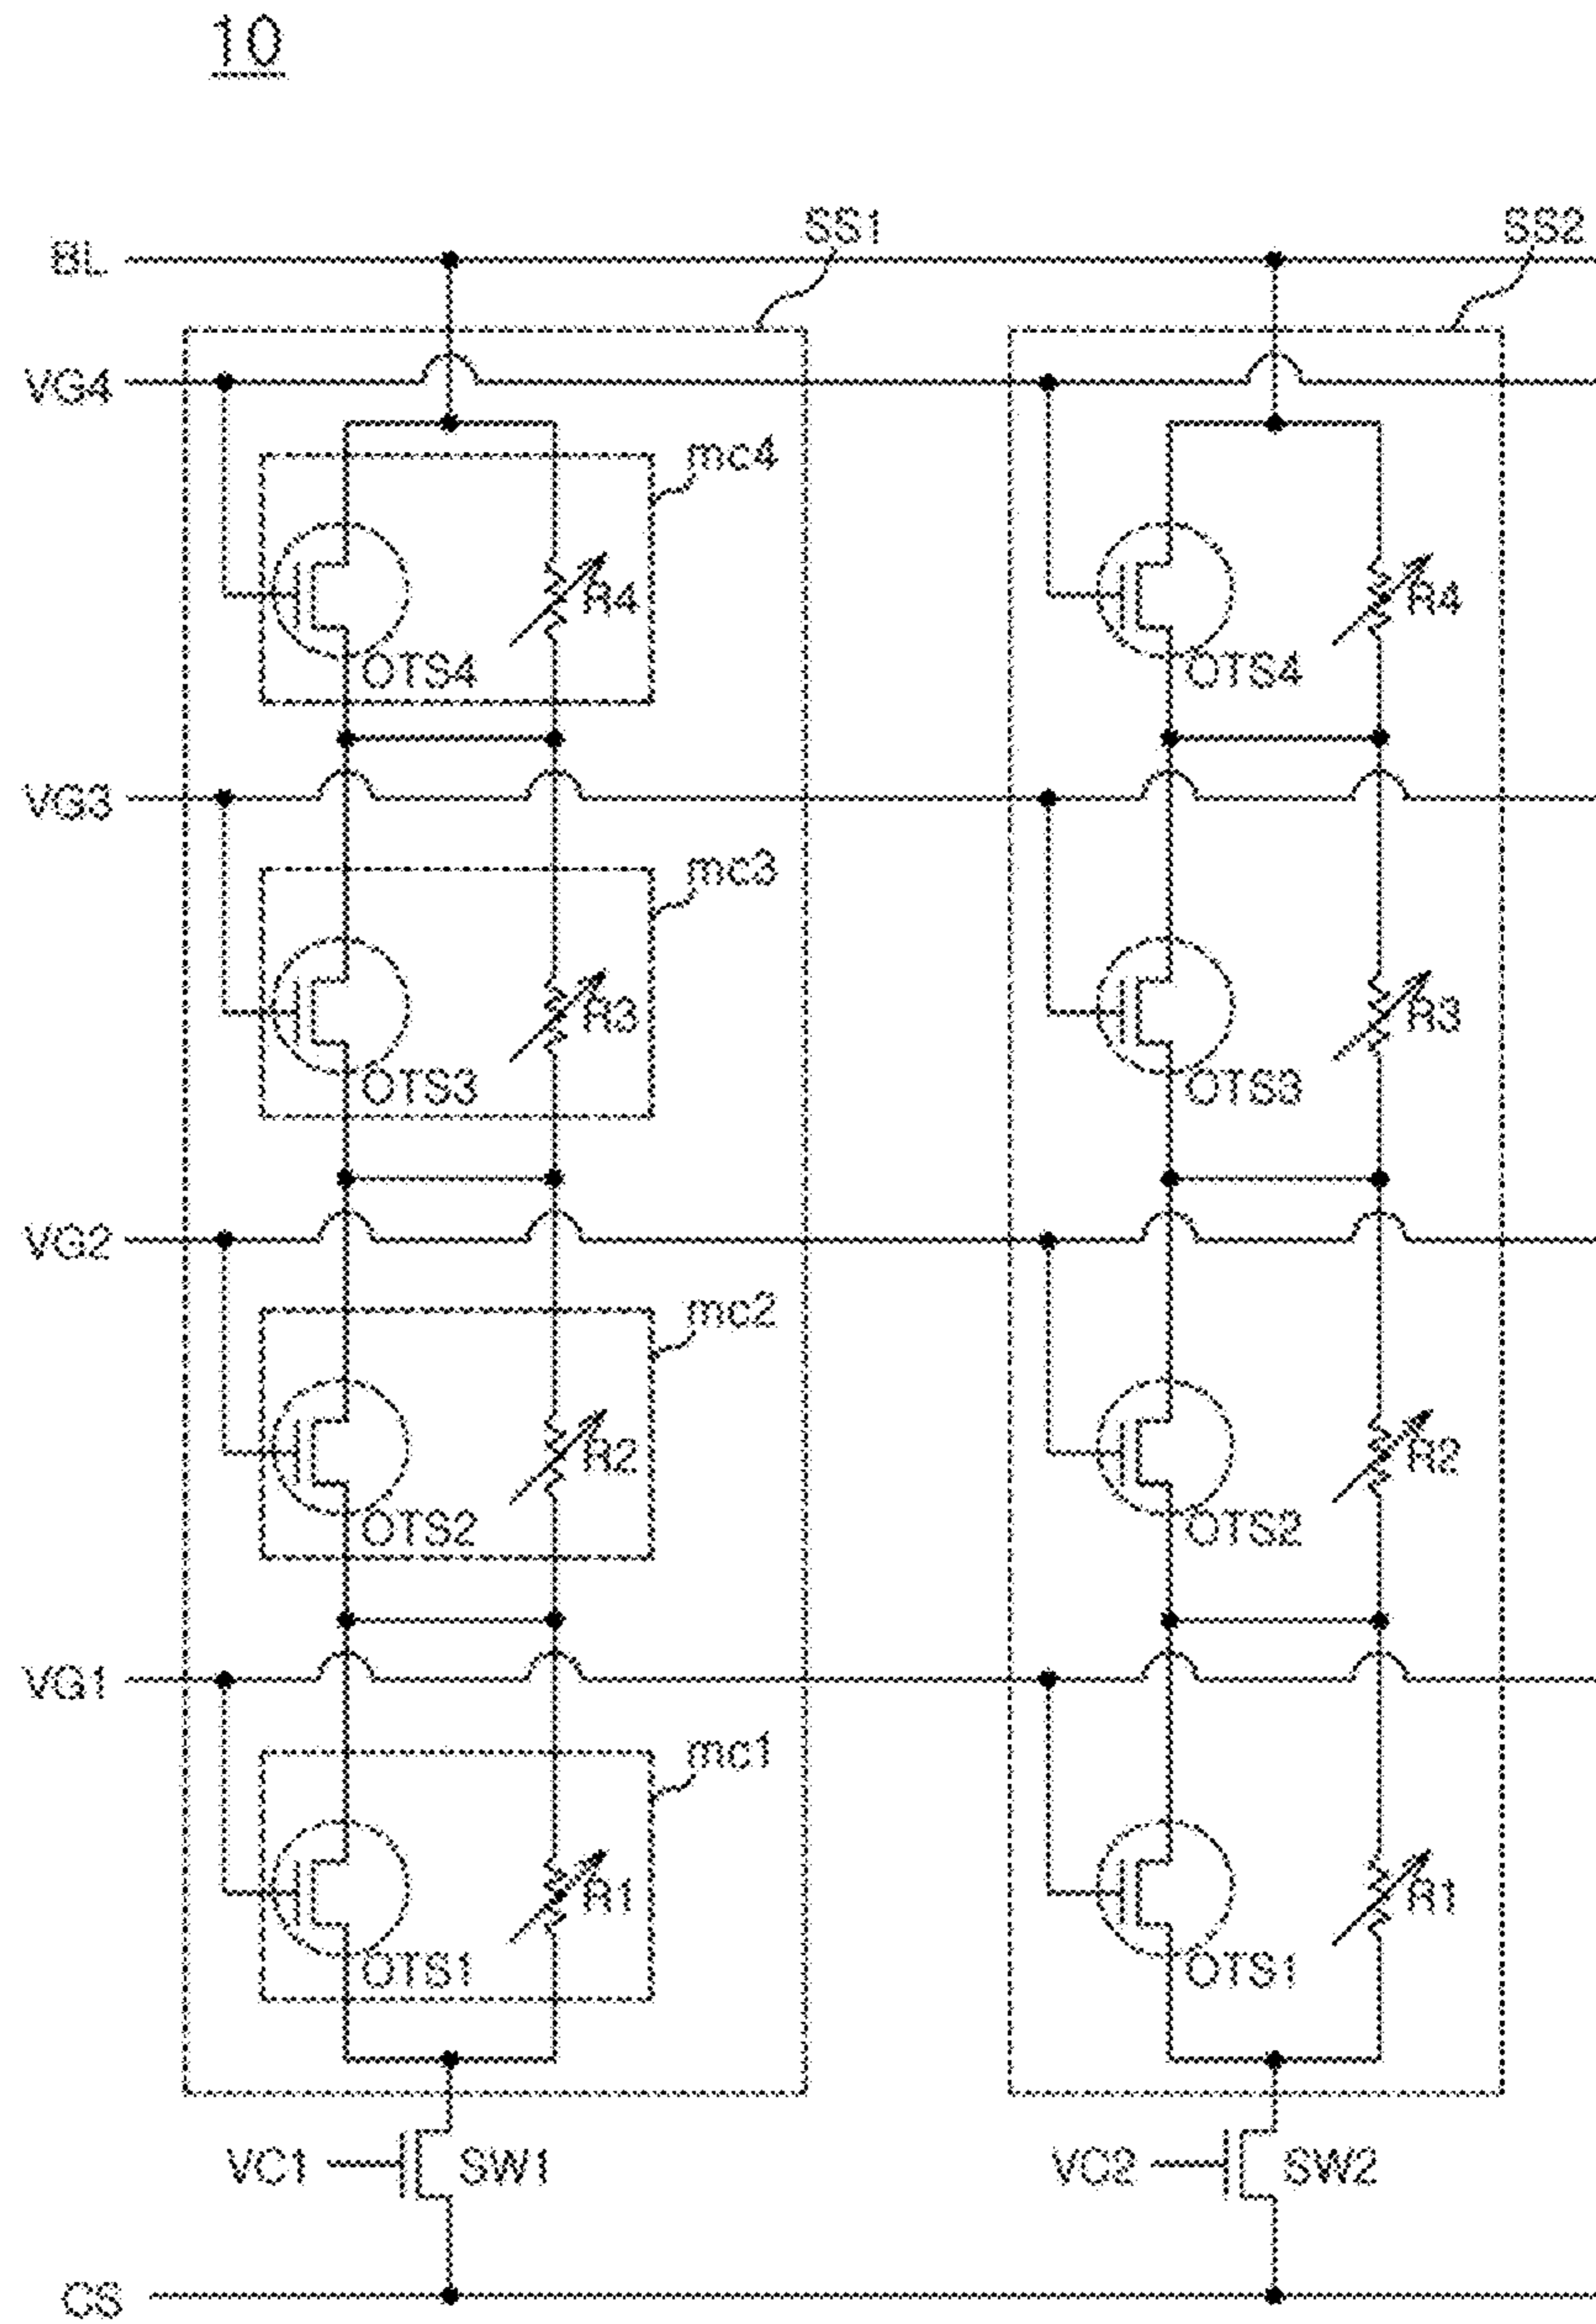 10
SS1 SS2
BL
VG4
mc4
R4 R4
OTS4 OTS4
VG3
mc3
R3 R3
OTS3 OTS3
VG2
mc2
R2 R2
OTS2 OTS2
VG1
mc1
R1 R1
OTS1 OTS1
VC1 SW1 VC2 SW2
CS